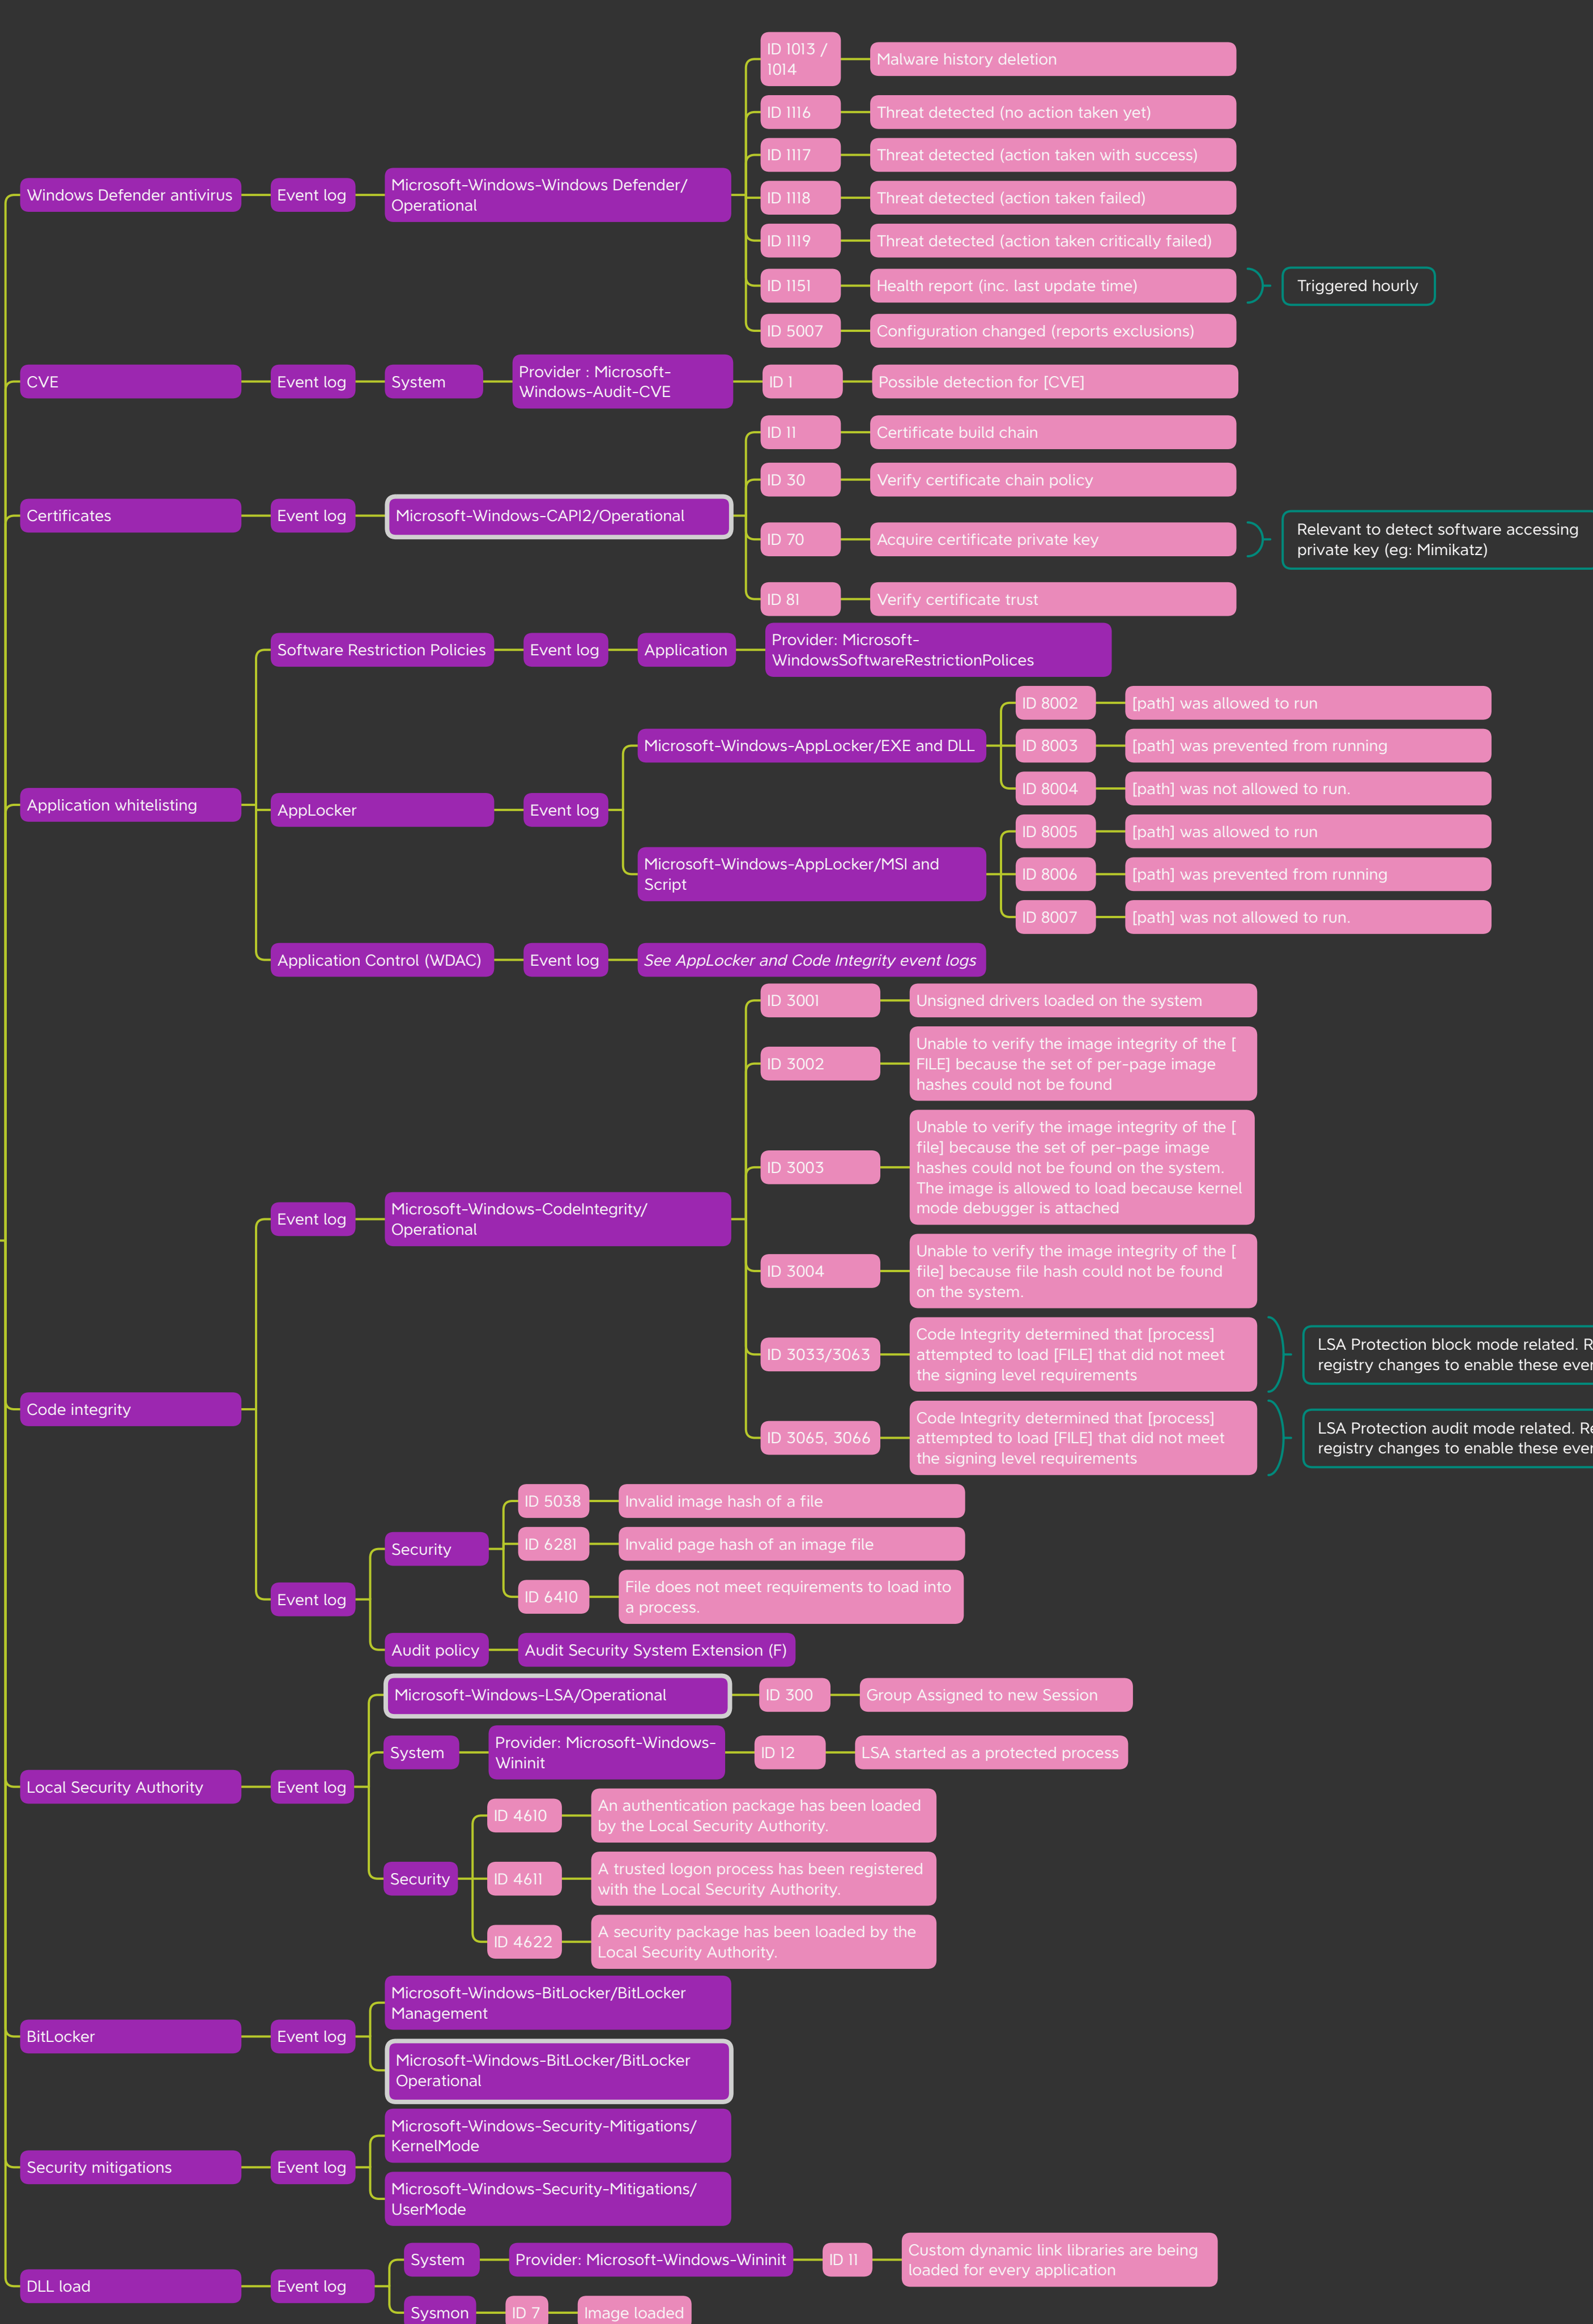 Windows Defender antivirus
Event log
Microsoft-Windows-Windows Defender/
Operational
ID 1013 /
1014
Malware history deletion
ID 1116
Threat detected (no action taken yet)
ID 1117
Threat detected (action taken with success)
ID 1118
Threat detected (action taken failed)
ID 1119
Threat detected (action taken critically failed)
ID 1151
Health report (inc. last update time)
Triggered hourly
ID 5007
Configuration changed (reports exclusions)
CVE
Event log
System
Provider : Microsoft-
Windows-Audit-CVE
ID 1
Possible detection for [CVE]
Certificates
Event log
Microsoft-Windows-CAPI2/Operational
ID 11
Certificate build chain
ID 30
Verify certificate chain policy
ID 70
Acquire certificate private key
Relevant to detect software accessing
private key (eg: Mimikatz)
ID 81
Verify certificate trust
Application whitelisting
Software Restriction Policies
Event log
Application
Provider: Microsoft-
WindowsSoftwareRestrictionPolices
AppLocker
Event log
Microsoft-Windows-AppLocker/EXE and DLL
ID 8002
[path] was allowed to run
ID 8003
[path] was prevented from running
ID 8004
[path] was not allowed to run.
Microsoft-Windows-AppLocker/MSI and
Script
ID 8005
[path] was allowed to run
ID 8006
[path] was prevented from running
ID 8007
[path] was not allowed to run.
Application Control (WDAC)
Event log
See AppLocker and Code Integrity event logs
Code integrity
Event log
Microsoft-Windows-CodeIntegrity/
Operational
ID 3001
Unsigned drivers loaded on the system
ID 3002
Unable to verify the image integrity of the [
FILE] because the set of per-page image
hashes could not be found
ID 3003
Unable to verify the image integrity of the [
file] because the set of per-page image
hashes could not be found on the system.
The image is allowed to load because kernel
mode debugger is attached
ID 3004
Unable to verify the image integrity of the [
file] because file hash could not be found
on the system.
ID 3033/3063
Code Integrity determined that [process]
attempted to load [FILE] that did not meet
the signing level requirements
LSA Protection block mode related.
registry changes to enable these
ID 3065, 3066
Code Integrity determined that [process]
attempted to load [FILE] that did not meet
the signing level requirements
LSA Protection audit mode related.
registry changes to enable these
Event log
Security
ID 5038
Invalid image hash of a file
ID 6281
Invalid page hash of an image file
ID 6410
File does not meet requirements to load into
a process.
Audit policy
Audit Security System Extension (F)
Local Security Authority
Event log
Microsoft-Windows-LSA/Operational
ID 300
Group Assigned to new Session
System
Provider: Microsoft-Windows-
Wininit
ID 12
LSA started as a protected process
Security
ID 4610
An authentication package has been loaded
by the Local Security Authority.
ID 4611
A trusted logon process has been registered
with the Local Security Authority.
ID 4622
A security package has been loaded by the
Local Security Authority.
BitLocker
Event log
Microsoft-Windows-BitLocker/BitLocker
Management
Microsoft-Windows-BitLocker/BitLocker
Operational
Security mitigations
Event log
Microsoft-Windows-Security-Mitigations/
KernelMode
Microsoft-Windows-Security-Mitigations/
UserMode
DLL load
Event log
System
Provider: Microsoft-Windows-Wininit
ID 11
Custom dynamic link libraries are being
loaded for every application
Sysmon
ID 7
Image loaded